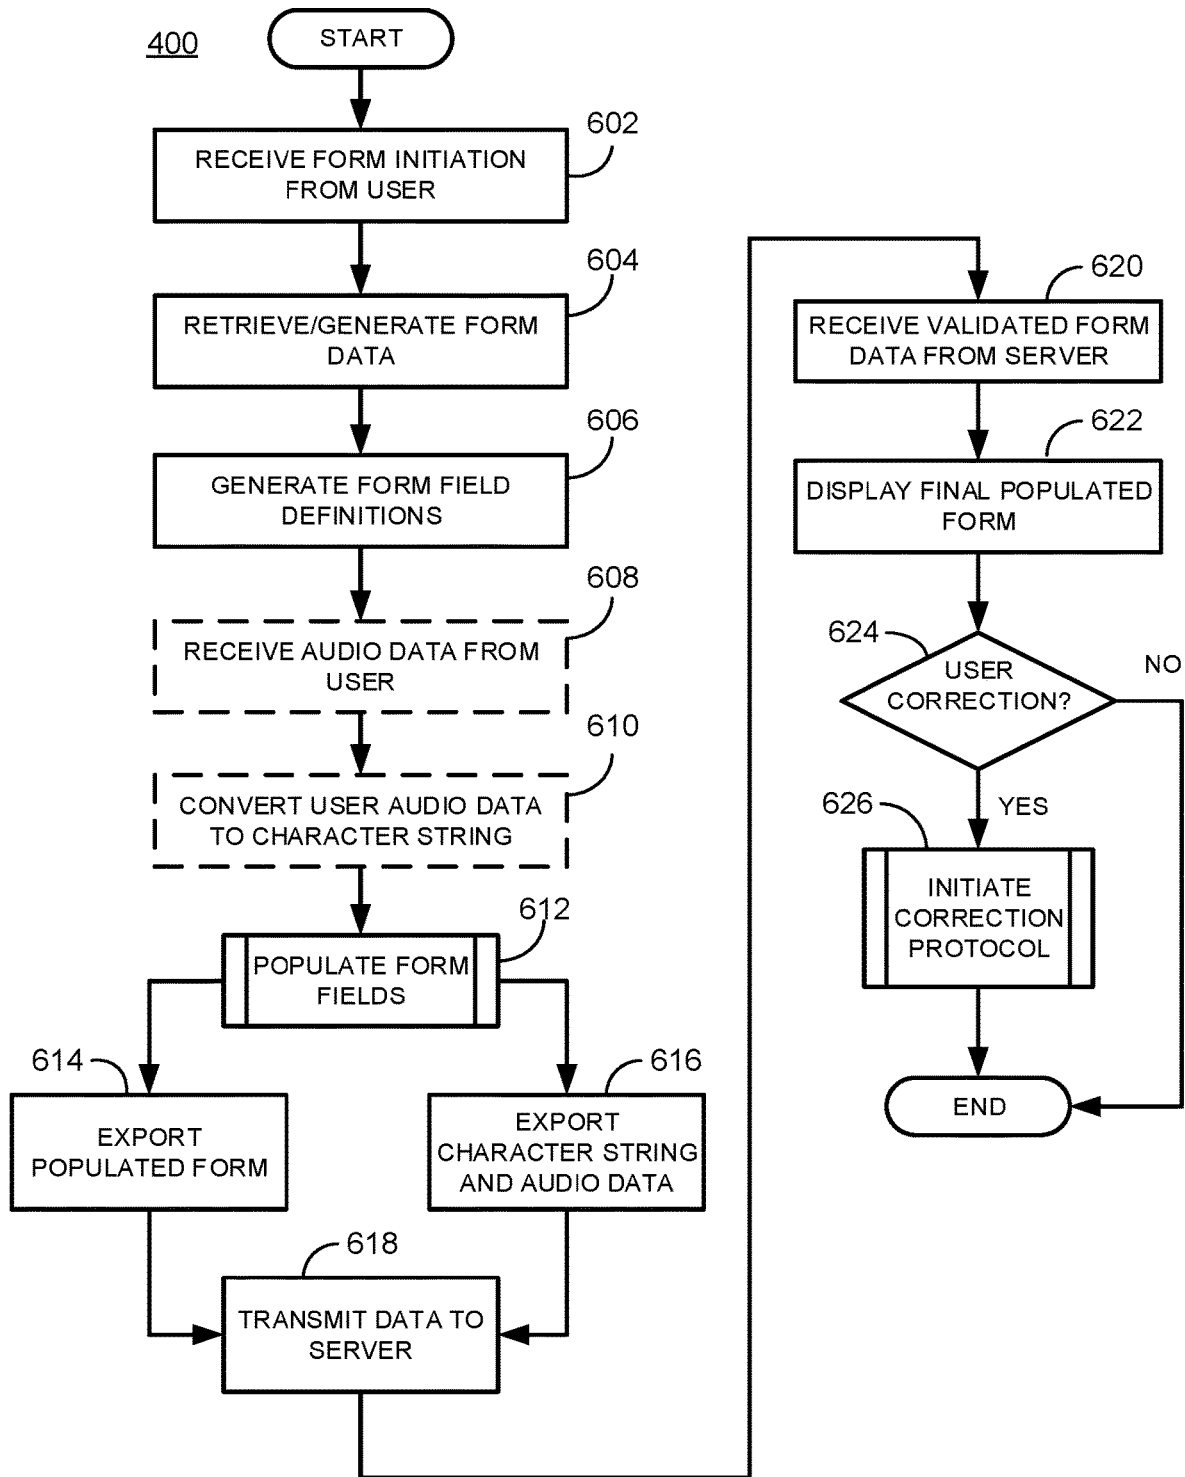 400
START
602
RECEIVE FORM INITIATION
FROM USER
604
RETRIEVE/GENERATE FORM
DATA
606
GENERATE FORM FIELD
DEFINITIONS
608
RECEIVE AUDIO DATA FROM
USER
610
CONVERT USER AUDIO DATA
TO CHARACTER STRING
612
POPULATE FORM
FIELDS
614
EXPORT
POPULATED FORM
616
EXPORT
CHARACTER STRING
AND AUDIO DATA
618
TRANSMIT DATA TO
SERVER
620
RECEIVE VALIDATED FORM
DATA FROM SERVER
622
DISPLAY FINAL POPULATED
FORM
624
USER
CORRECTION?
NO
YES
626
INITIATE
CORRECTION
PROTOCOL
END